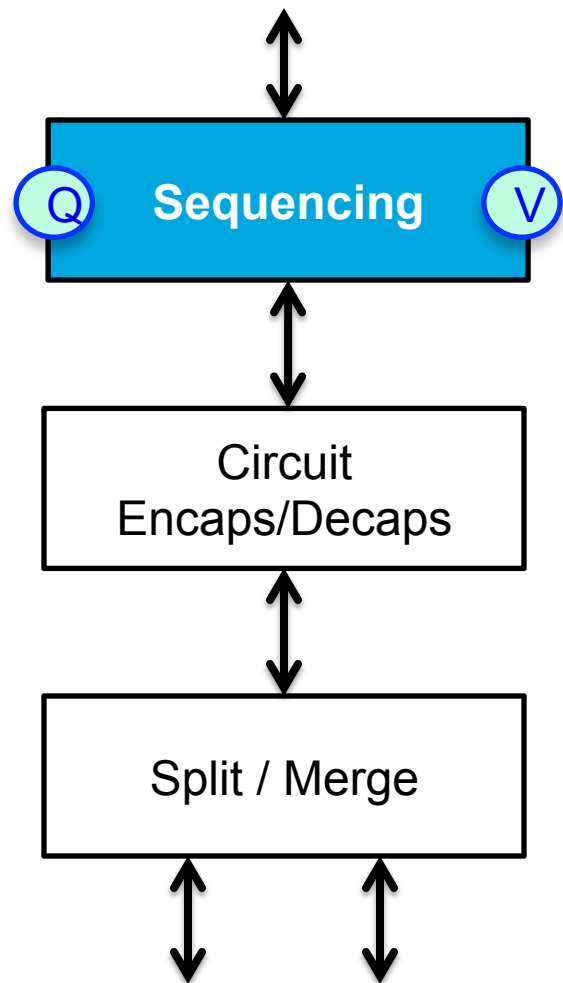 Q Sequencing V
Circuit
Encaps/Decaps
Split / Merge